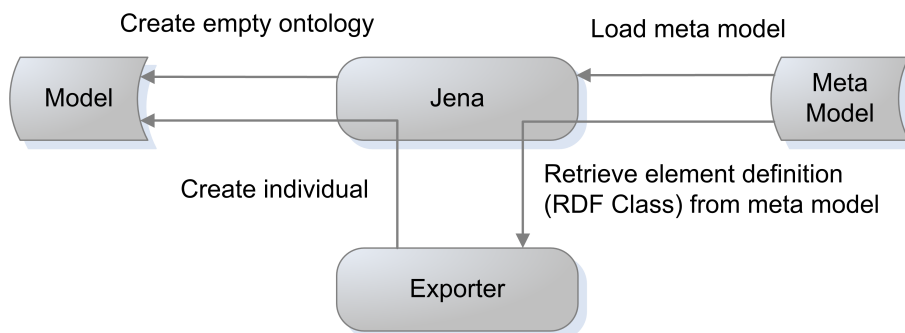 Create empty ontology
Load meta model
Model
Jena
Meta
Model
Create individual
Retrieve element definition
(RDF Class) from meta model
Exporter